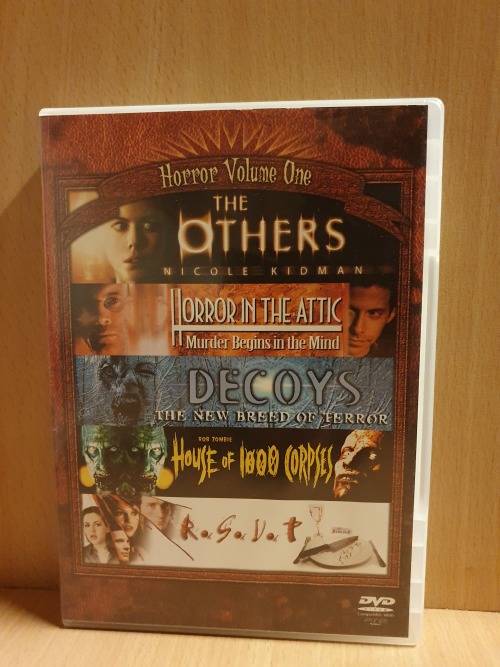 Horror Volume One
THE
OTHERS
NICOLE KIDMAN
HORROR IN THE ATTIC
Murder Begins in the Mind
DECOYS
THE NEW BREED OF TERROR
ROB ZOMBIE
HOUSE OF 1000 CORPSES
R.S.V.P
DVD